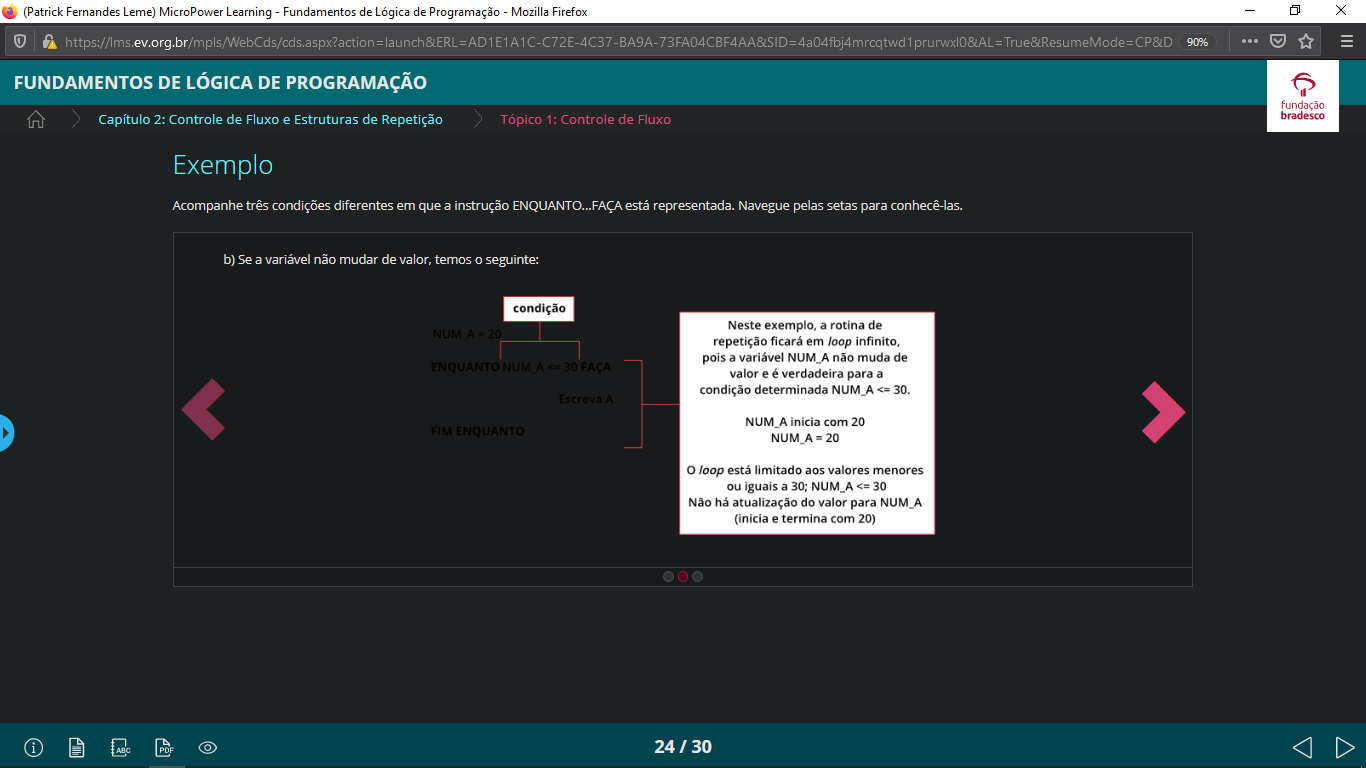 (Patrick Fernandes Leme) MicroPower Learning - Fundamentos de Lógica de Programação - Mozilla Firefox
https://lms.ev.org.br/mpls/WebCds/cds.aspx?action=launch&ERL=AD1E1A1C-C72E-4C37-BA9A-73FA04CBF4AA&SID=4a04fbj4mrcqtwd1prurwxl0&AL=True&ResumeMode=CP&D
90%
FUNDAMENTOS DE LÓGICA DE PROGRAMAÇÃO
fundação
bradesco
Capítulo 2: Controle de Fluxo e Estruturas de Repetição
Tópico 1: Controle de Fluxo
Exemplo
Acompanhe três condições diferentes em que a instrução ENQUANTO...FAÇA está representada. Navegue pelas setas para conhecê-las.
b) Se a variável não mudar de valor, temos o seguinte:
condição
NUM_A = 20
ENQUANTO NUM_A <= 30 FAÇA
Escreva A
FIM ENQUANTO
Neste exemplo, a rotina de
repetição ficará em loop infinito,
pois a variável NUM_A não muda de
valor e é verdadeira para a
condição determinada NUM_A <= 30.
NUM_A inicia com 20
NUM_A = 20
O loop está limitado aos valores menores
ou iguais a 30; NUM_A <= 30
Não há atualização do valor para NUM_A
(inicia e termina com 20)
ABC
PDF
24 / 30